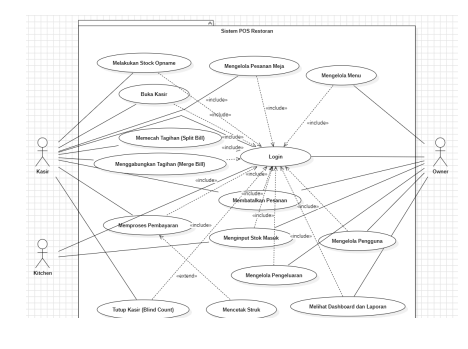 Sistem POS Restoran
Melakukan Stock Opname
Mengelola Pesanan Meja
Mengelola Menu
Buka Kasir
«include»
«include»
«include»
«include»
Memecah Tagihan (Split Bill)
«include»
«include»
Menggabungkan Tagihan (Merge Bill)
Login
Kasir
Owner
«include»
«include»
«include»
Membatalkan Pesanan
«include»
Memproses Pembayaran
«include»
«include»
«include»
Menginput Stok Masuk
Mengelola Pengguna
Kitchen
«extend»
Mengelola Pengeluaran
Tutup Kasir (Blind Count)
Mencetak Struk
Melihat Dashboard dan Laporan